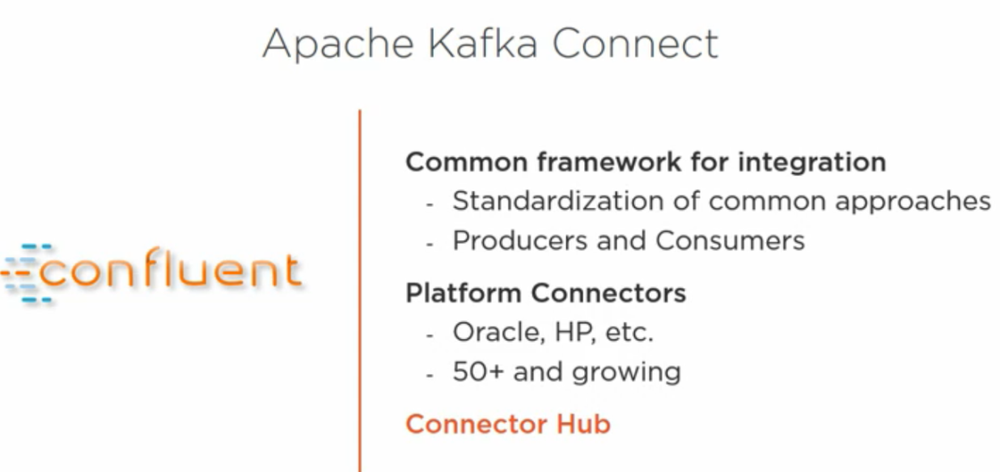 Apache Kafka Connect
confluent
Common framework for integration
- Standardization of common approaches
- Producers and Consumers
Platform Connectors
- Oracle, HP, etc.
- 50+ and growing
Connector Hub